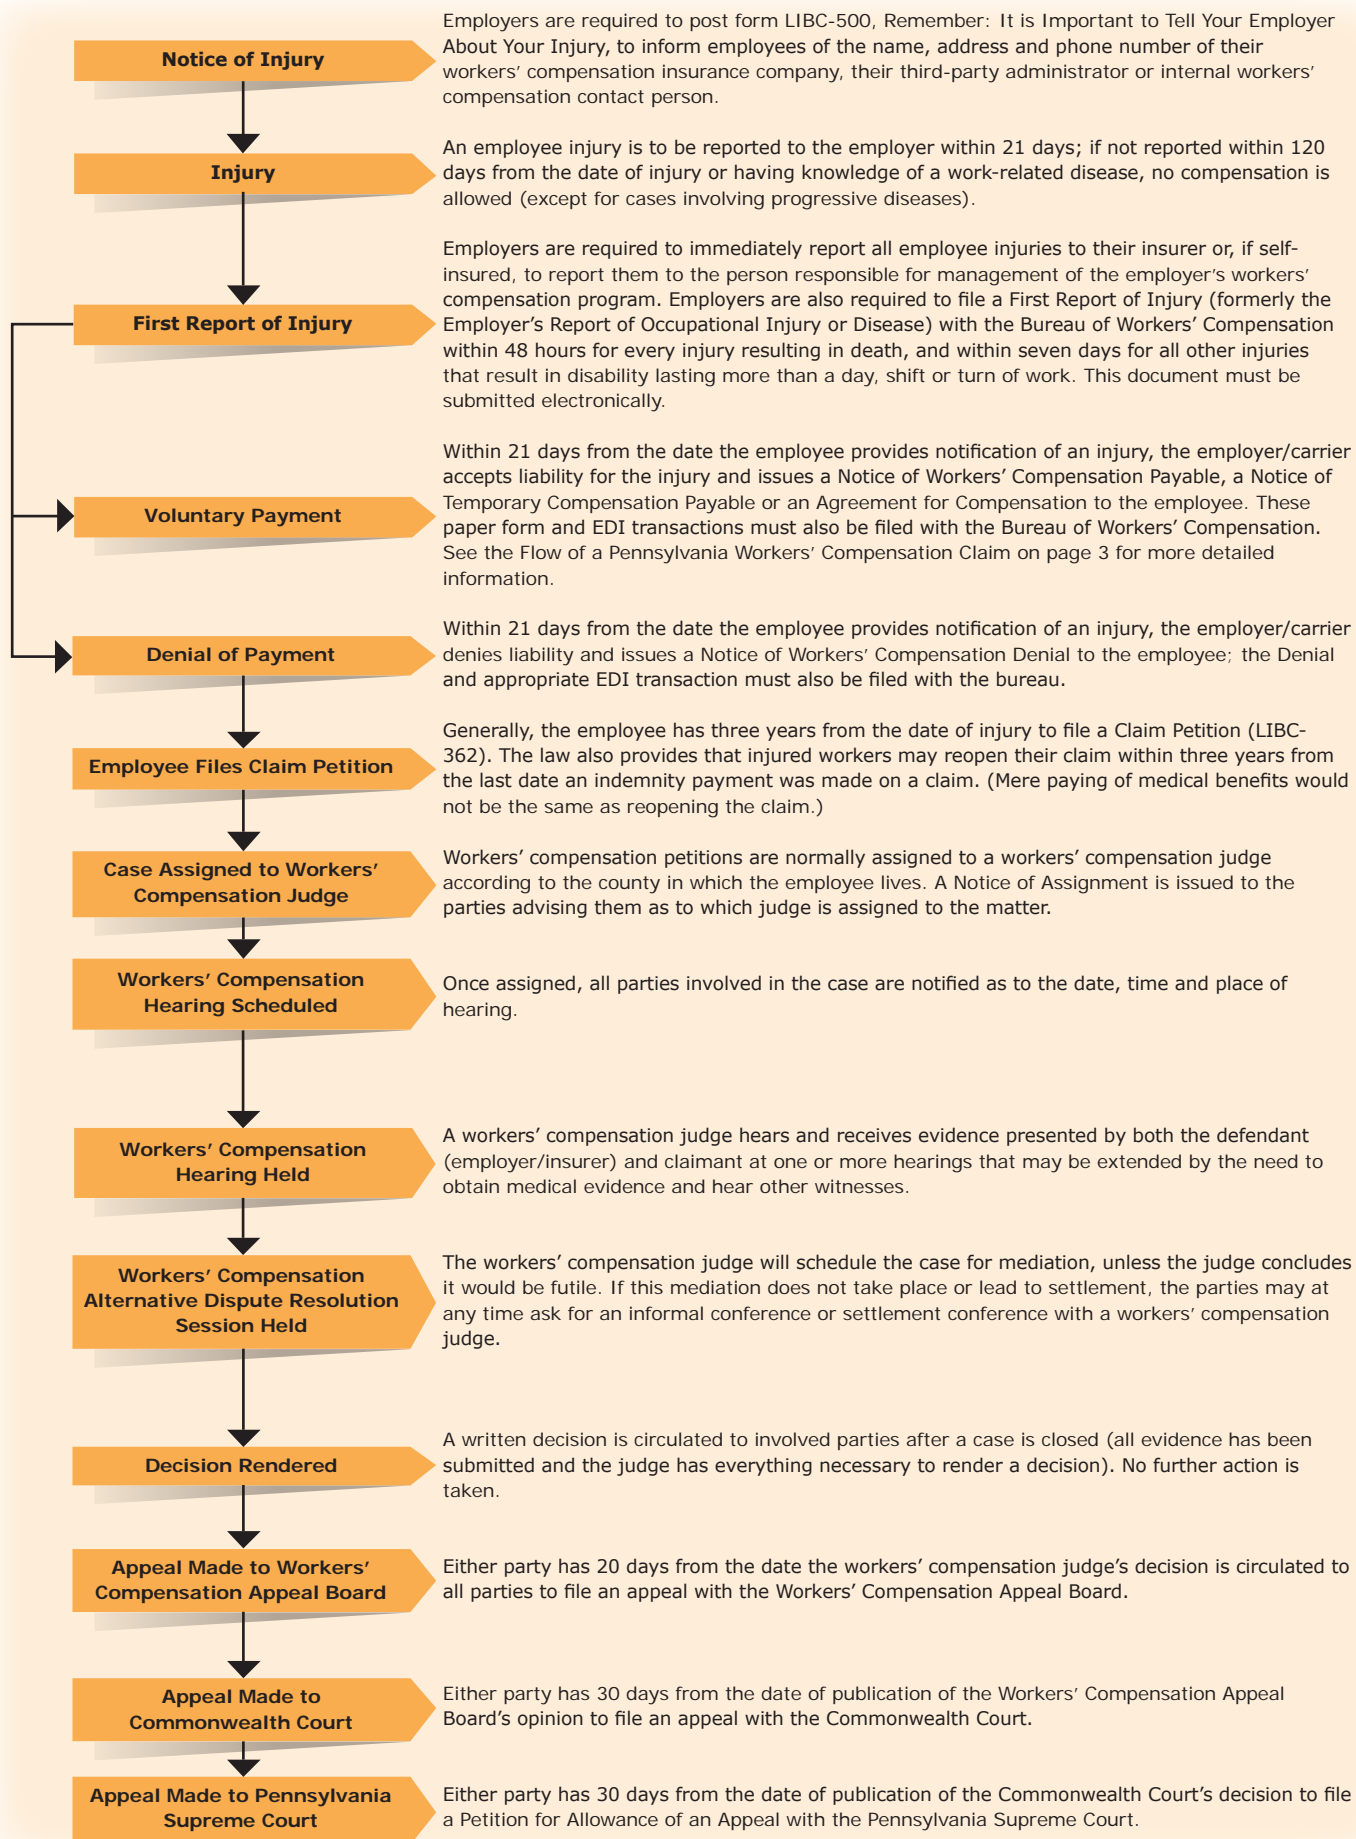 Notice of Injury
Employers are required to post form LIBC-500, Remember: It is Important to Tell Your Employer
About Your Injury, to inform employees of the name, address and phone number of their
workers’ compensation insurance company, their third-party administrator or internal workers’
compensation contact person.
Injury
An employee injury is to be reported to the employer within 21 days; if not reported within 120
days from the date of injury or having knowledge of a work-related disease, no compensation is
allowed (except for cases involving progressive diseases).
First Report of Injury
Employers are required to immediately report all employee injuries to their insurer or, if self-
insured, to report them to the person responsible for management of the employer’s workers’
compensation program. Employers are also required to file a First Report of Injury (formerly the
Employer’s Report of Occupational Injury or Disease) with the Bureau of Workers’ Compensation
within 48 hours for every injury resulting in death, and within seven days for all other injuries
that result in disability lasting more than a day, shift or turn of work. This document must be
submitted electronically.
Voluntary Payment
Within 21 days from the date the employee provides notification of an injury, the employer/carrier
accepts liability for the injury and issues a Notice of Workers’ Compensation Payable, a Notice of
Temporary Compensation Payable or an Agreement for Compensation to the employee. These
paper form and EDI transactions must also be filed with the Bureau of Workers’ Compensation.
See the Flow of a Pennsylvania Workers’ Compensation Claim on page 3 for more detailed
information.
Denial of Payment
Within 21 days from the date the employee provides notification of an injury, the employer/carrier
denies liability and issues a Notice of Workers’ Compensation Denial to the employee; the Denial
and appropriate EDI transaction must also be filed with the bureau.
Employee Files Claim Petition
Generally, the employee has three years from the date of injury to file a Claim Petition (LIBC-
362). The law also provides that injured workers may reopen their claim within three years from
the last date an indemnity payment was made on a claim. (Mere paying of medical benefits would
not be the same as reopening the claim.)
Case Assigned to Workers’
Compensation Judge
Workers’ compensation petitions are normally assigned to a workers’ compensation judge
according to the county in which the employee lives. A Notice of Assignment is issued to the
parties advising them as to which judge is assigned to the matter.
Workers’ Compensation
Hearing Scheduled
Once assigned, all parties involved in the case are notified as to the date, time and place of
hearing.
Workers’ Compensation
Hearing Held
A workers’ compensation judge hears and receives evidence presented by both the defendant
(employer/insurer) and claimant at one or more hearings that may be extended by the need to
obtain medical evidence and hear other witnesses.
Workers’ Compensation
Alternative Dispute Resolution
Session Held
The workers’ compensation judge will schedule the case for mediation, unless the judge concludes
it would be futile. If this mediation does not take place or lead to settlement, the parties may at
any time ask for an informal conference or settlement conference with a workers’ compensation
judge.
Decision Rendered
A written decision is circulated to involved parties after a case is closed (all evidence has been
submitted and the judge has everything necessary to render a decision). No further action is
taken.
Appeal Made to Workers’
Compensation Appeal Board
Either party has 20 days from the date the workers’ compensation judge’s decision is circulated to
all parties to file an appeal with the Workers’ Compensation Appeal Board.
Appeal Made to
Commonwealth Court
Either party has 30 days from the date of publication of the Workers’ Compensation Appeal
Board’s opinion to file an appeal with the Commonwealth Court.
Appeal Made to Pennsylvania
Supreme Court
Either party has 30 days from the date of publication of the Commonwealth Court’s decision to file
a Petition for Allowance of an Appeal with the Pennsylvania Supreme Court.